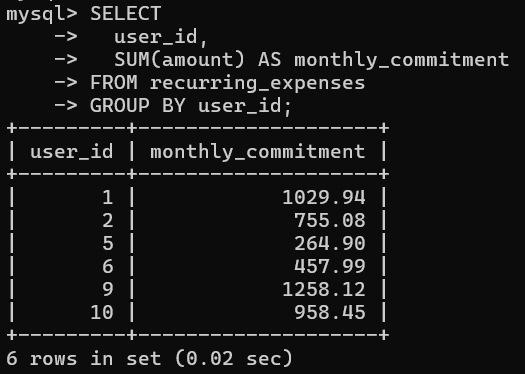 mysql> SELECT
    ->   user_id,
    ->   SUM(amount) AS monthly_commitment
    -> FROM recurring_expenses
    -> GROUP BY user_id;
+---------+--------------------+
| user_id | monthly_commitment |
+---------+--------------------+
|       1 |            1029.94 |
|       2 |             755.08 |
|       5 |             264.90 |
|       6 |             457.99 |
|       9 |            1258.12 |
|      10 |             958.45 |
+---------+--------------------+
6 rows in set (0.02 sec)